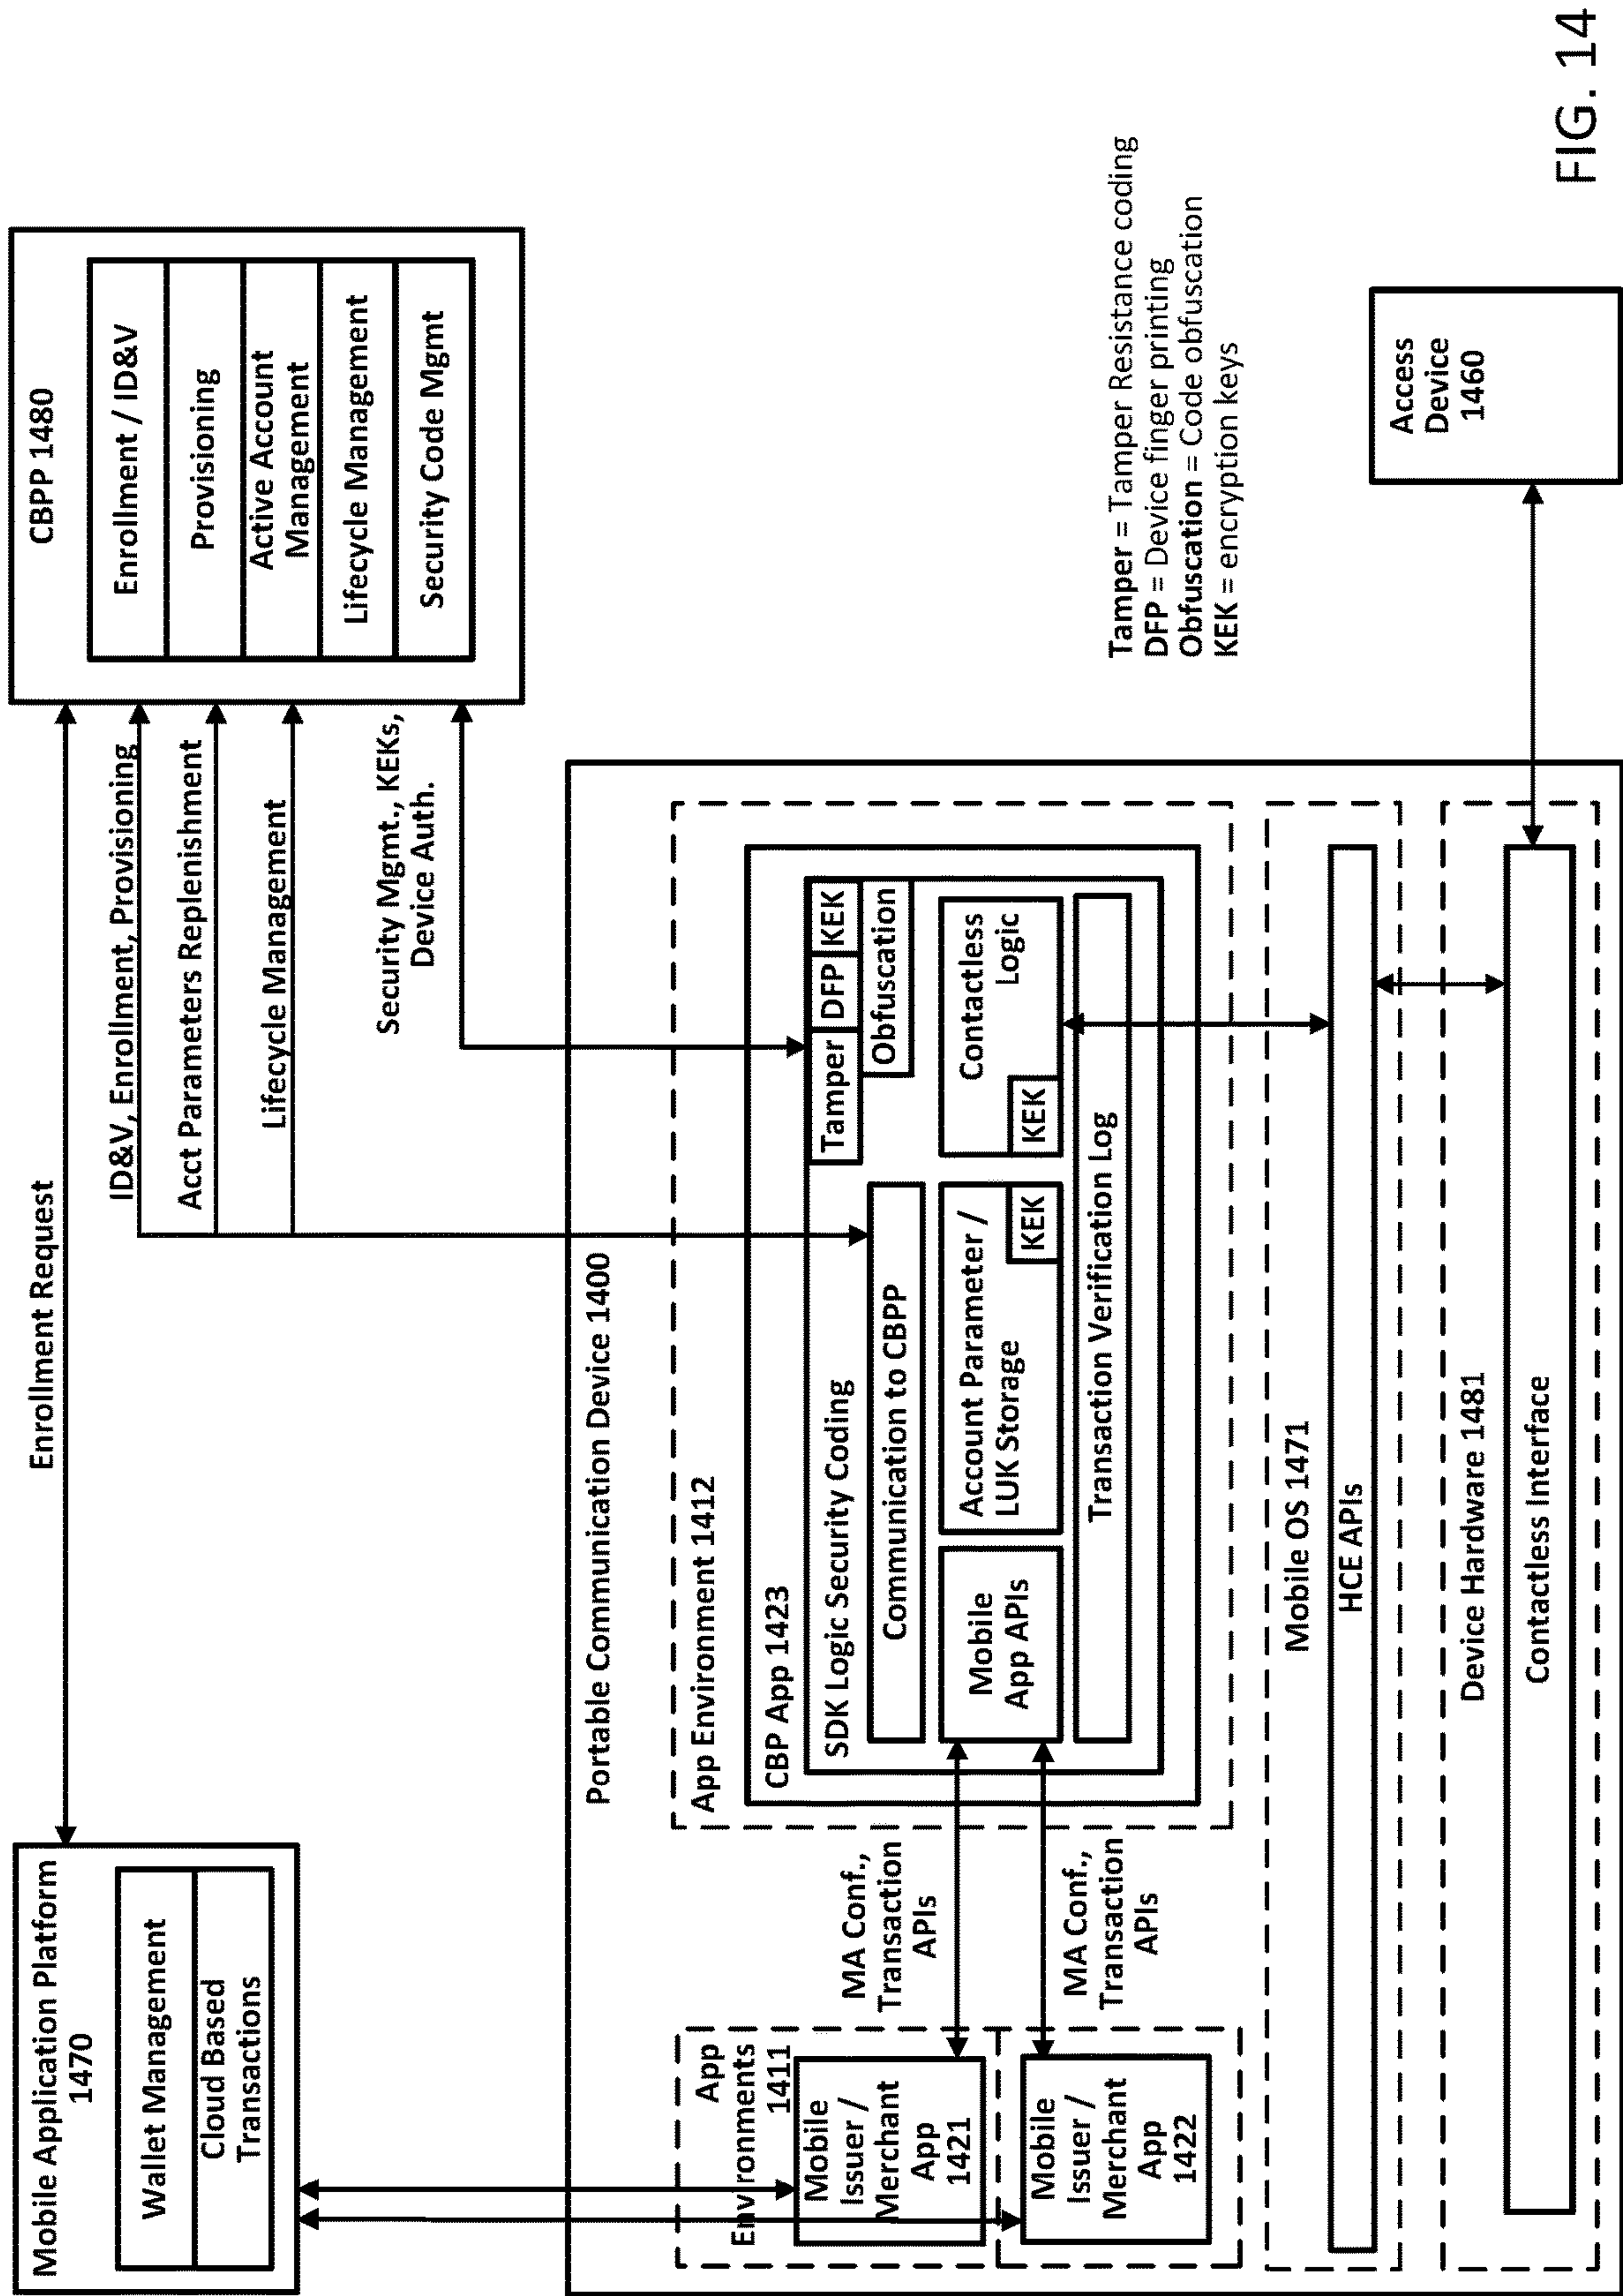 Mobile Application Platform
1470
Wallet Management
Cloud Based
Transactions
Enrollment Request
CBPP 1480
Enrollment / ID&V
Provisioning
Active Account
Management
Lifecycle Management
Security Code Mgmt
ID&V, Enrollment, Provisioning
Acct Parameters Replenishment
Lifecycle Management
Security Mgmt., KEKs,
Device Auth.
Portable Communication Device 1400
App
Environments
1411
Mobile
Issuer /
Merchant
App
1421
Mobile
Issuer /
Merchant
App
1422
MA Conf.,
Transaction
APIs
MA Conf.,
Transaction
APIs
App Environment 1412
CBP App 1423
SDK Logic Security Coding
Tamper
DFP
KEK
Obfuscation
Communication to CBPP
Mobile
App APIs
Account Parameter /
LUK Storage
KEK
Contactless
Logic
KEK
Transaction Verification Log
Mobile OS 1471
HCE APIs
Device Hardware 1481
Contactless Interface
Tamper = Tamper Resistance coding
DFP = Device finger printing
Obfuscation = Code obfuscation
KEK = encryption keys
Access
Device
1460
FIG. 14